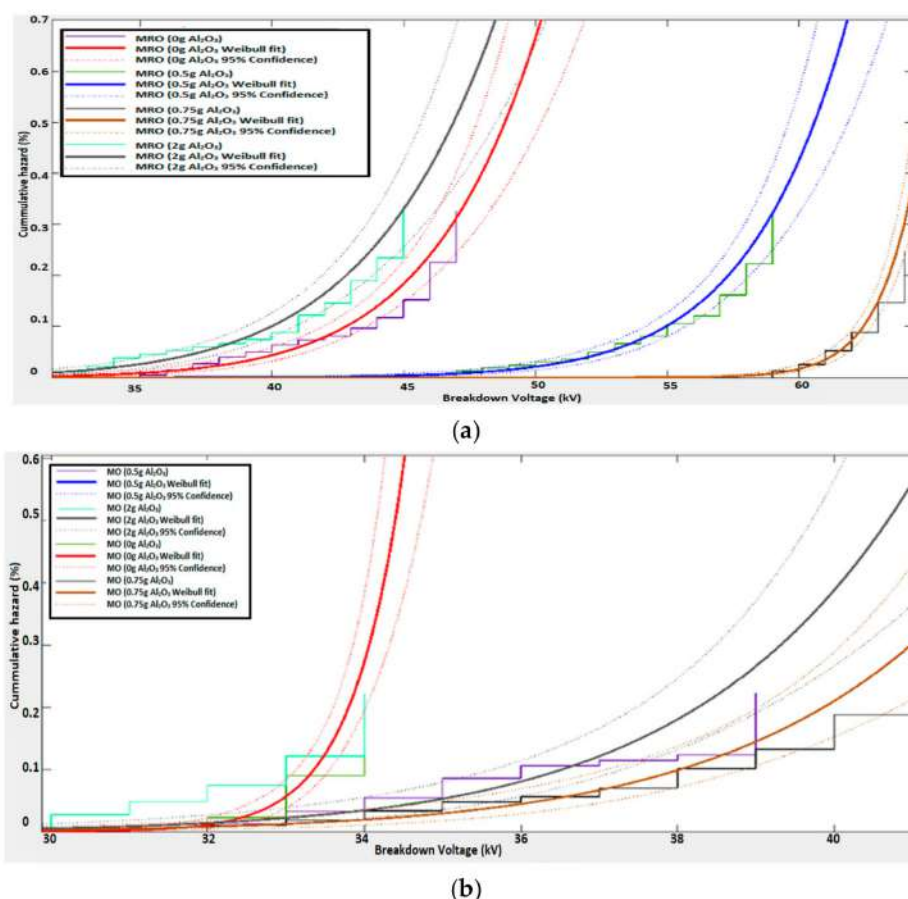 0.7
0.6
0.5
0.4
0.3
0.2
0.1
0
Cummulative hazard (%)
MRO (0g Al₂O₃)
MRO (0g Al₂O₃ Weibull fit)
MRO (0g Al₂O₃ 95% Confidence)
MRO (0.5g Al₂O₃)
MRO (0.5g Al₂O₃ Weibull fit)
MRO (0.5g Al₂O₃ 95% Confidence)
MRO (0.75g Al₂O₃)
MRO (0.75g Al₂O₃ Weibull fit)
MRO (0.75g Al₂O₃ 95% Confidence)
MRO (2g Al₂O₃)
MRO (2g Al₂O₃ Weibull fit)
MRO (2g Al₂O₃ 95% Confidence)
35 40 45 50 55 60
Breakdown Voltage (kV)
(a)
0.6
0.5
0.4
0.3
0.2
0.1
0
Cummulative hazard (%)
MO (0.5g Al₂O₃)
MO (0.5g Al₂O₃ Weibull fit)
MO (0.5g Al₂O₃ 95% Confidence)
MO (2g Al₂O₃)
MO (2g Al₂O₃ Weibull fit)
MO (2g Al₂O₃ 95% Confidence)
MO (0g Al₂O₃)
MO (0g Al₂O₃ Weibull fit)
MO (0g Al₂O₃ 95% Confidence)
MO (0.75g Al₂O₃)
MO (0.75g Al₂O₃ Weibull fit)
MO (0.75g Al₂O₃ 95% Confidence)
30 32 34 36 38 40
Breakdown Voltage (kV)
(b)